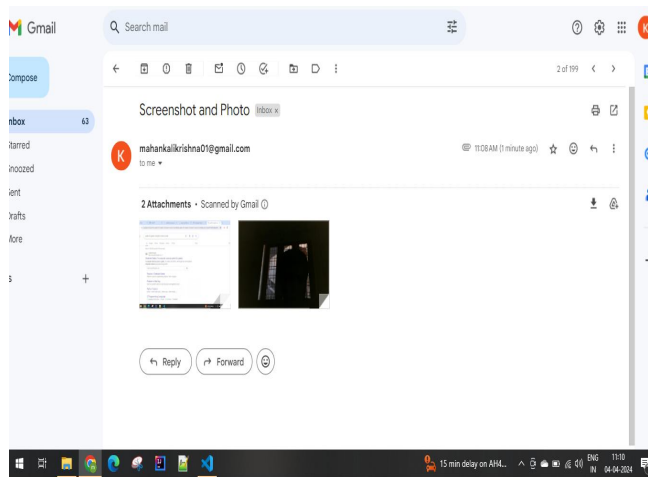 Gmail
Search mail
K
Compose
2 of 199
Inbox 63
Starred
Snoozed
Sent
Drafts
More
Screenshot and Photo Inbox x
K
mahankalikrishna01@gmail.com
11:08 AM (1 minute ago)
to me
2 Attachments • Scanned by Gmail
Reply
Forward
15 min delay on AH4...
ENG
IN
11:10
04-04-2024